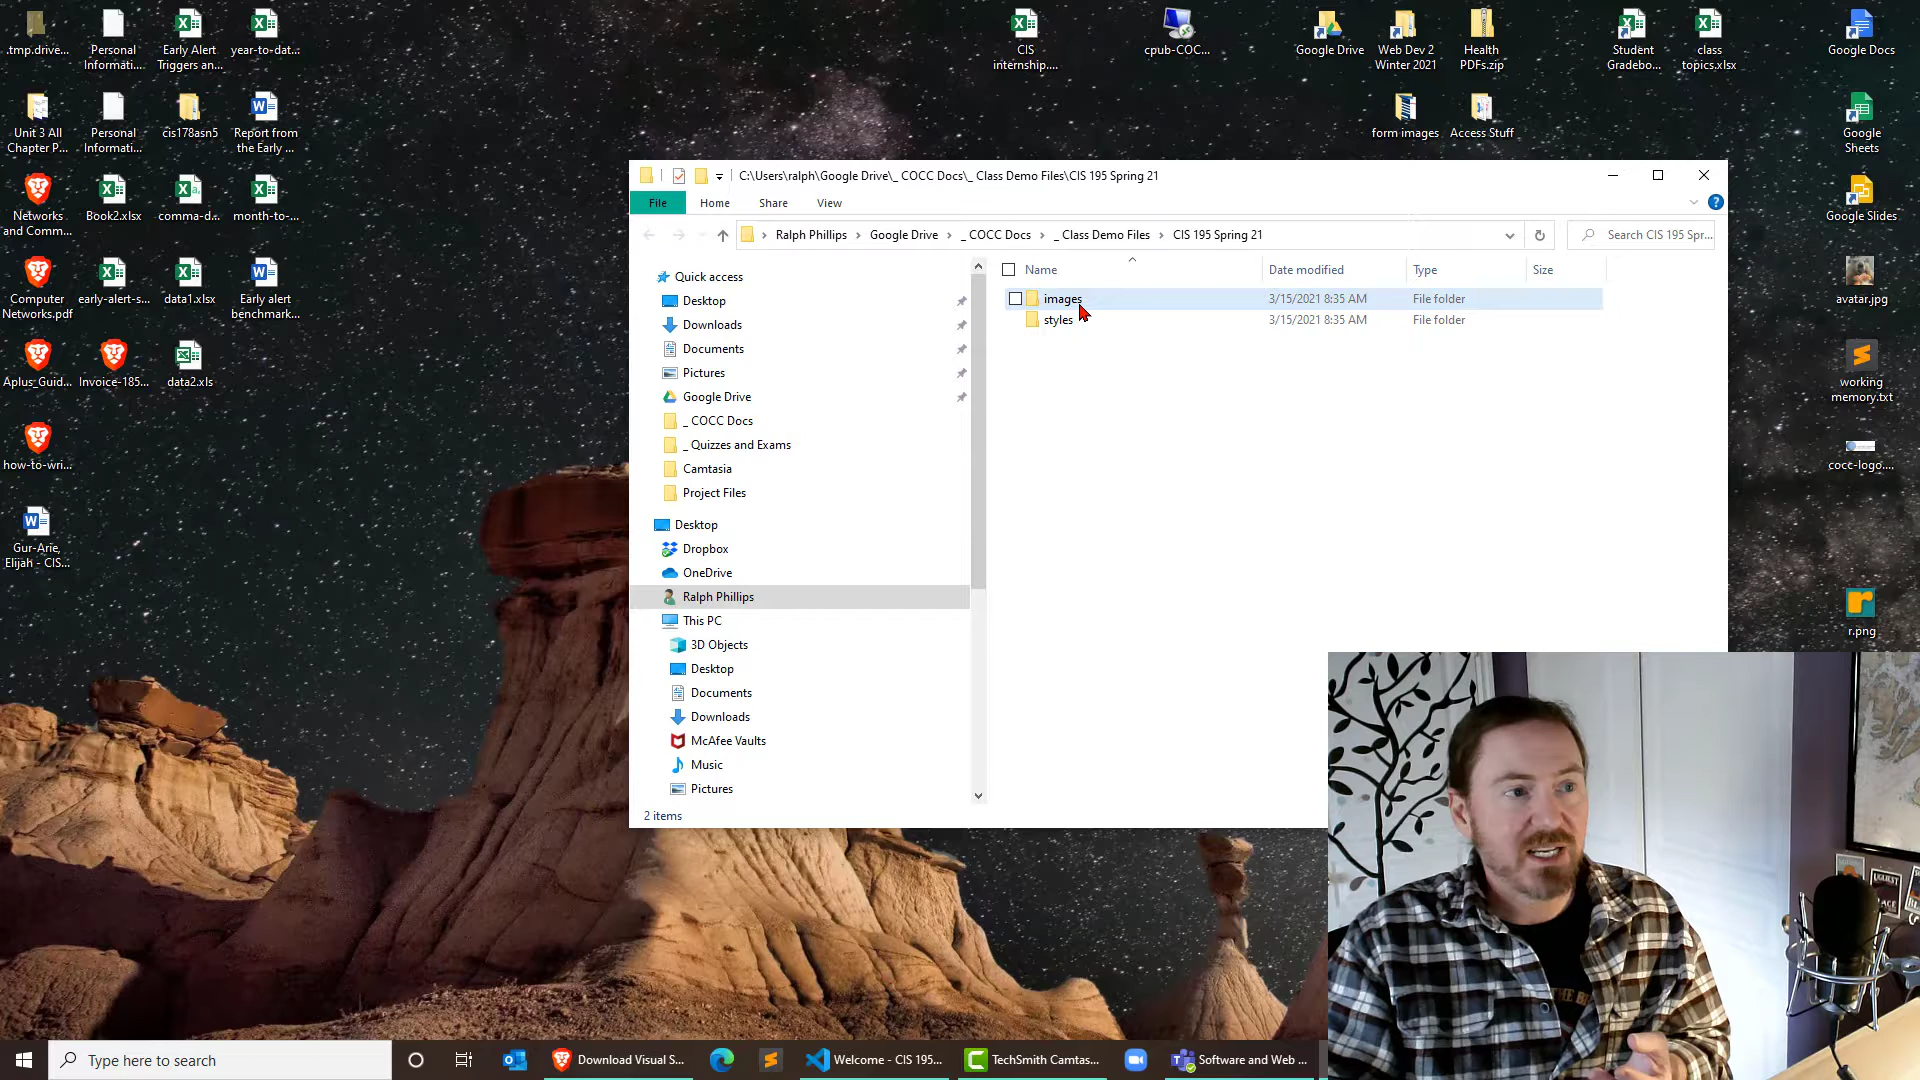 .tmp.drive...
Personal
Informati...
Early Alert
Triggers an...
year-to-dat...
CIS
internship....
cpub-COC...
Google Drive
Web Dev 2
Winter 2021
Health
PDFs.zip
Student
Gradebo...
class
topics.xlsx
Google Docs
Unit 3 All
Chapter P...
Personal
Informati...
cis178asn5
Report from
the Early ...
form images
Access Stuff
Google
Sheets
Networks
and Comm...
Book2.xlsx
comma-d...
month-to-...
Google Slides
Computer
Networks.pdf
early-alert-s...
data1.xlsx
Early alert
benchmark...
avatar.jpg
Aplus_Guid...
Invoice-185...
data2.xls
working
memory.txt
how-to-wri...
cocc-logo....
Gur-Arie,
Elijah - CIS...
r.png
C:\Users\ralph\Google Drive\_ COCC Docs\_ Class Demo Files\CIS 195 Spring 21
File
Home
Share
View
Ralph Phillips > Google Drive > _ COCC Docs > _ Class Demo Files > CIS 195 Spring 21
Search CIS 195 Spr...
Name
Date modified
Type
Size
images
3/15/2021 8:35 AM
File folder
styles
3/15/2021 8:35 AM
File folder
Quick access
Desktop
Downloads
Documents
Pictures
Google Drive
_ COCC Docs
_ Quizzes and Exams
Camtasia
Project Files
Desktop
Dropbox
OneDrive
Ralph Phillips
This PC
3D Objects
Desktop
Documents
Downloads
McAfee Vaults
Music
Pictures
2 items
Type here to search
Download Visual S...
Welcome - CIS 195...
TechSmith Camtas...
Software and Web ...